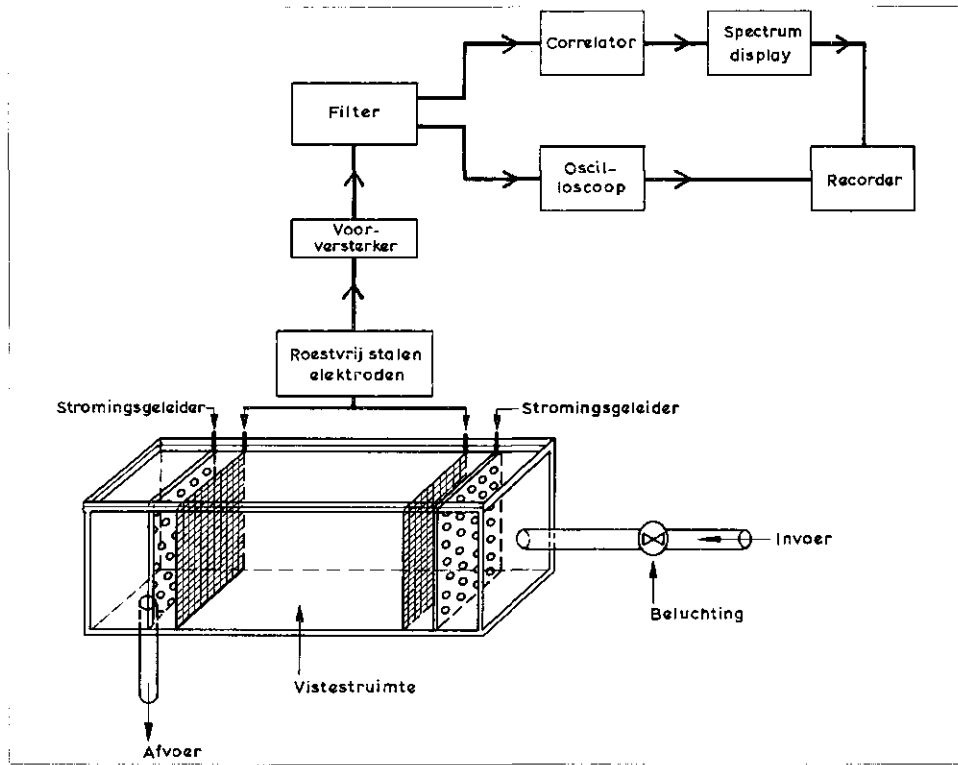 Correlator
Spectrum
display
Filter
Oscil-
loscoop
Recorder
Voor-
versterker
Roestvrij stalen
elektroden
Stromingsgeleider
Stromingsgeleider
Invoer
Beluchting
Vistestruimte
Afvoer